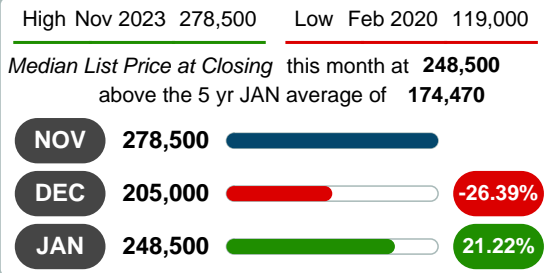 High Nov 2023 278,500 Low Feb 2020 119,000
Median List Price at Closing this month at 248,500
above the 5 yr JAN average of 174,470
NOV 278,500
DEC 205,000 -26.39%
JAN 248,500 21.22%